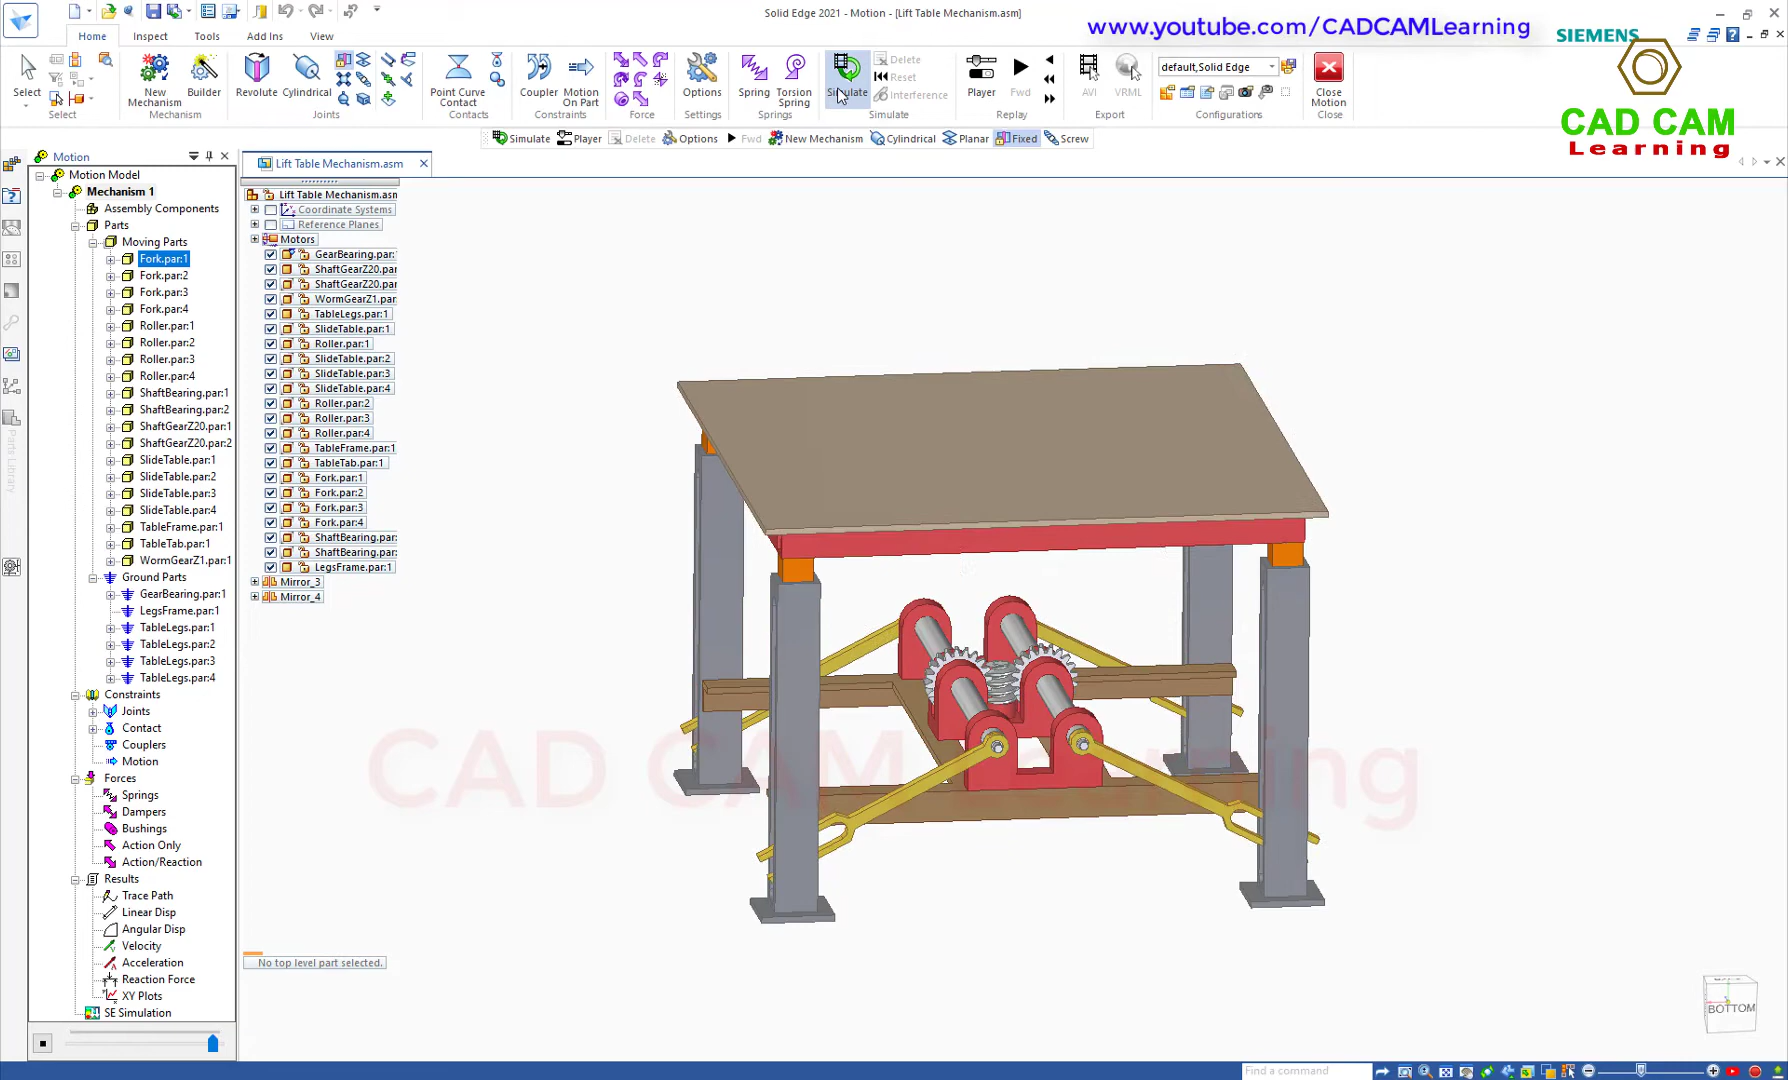 Solid Edge 2021 - Motion - [Lift Table Mechanism.asm]
www.youtube.com/CADCAMLearning
SIEMENS
CAD CAM
Learning
Home Inspect Tools Add Ins View
Select
New Mechanism
Builder
Revolute
Cylindrical
Point Curve Contact
Coupler
Motion On Part
Options
Spring
Torsion Spring
Simulate
Delete
Reset
Interference
Player
Fwd
AVI
VRML
default,Solid Edge
Close Motion
Select Mechanism Joints Contacts Constraints Force Settings Springs Simulate Replay Export Configurations Close
Simulate Player Delete Options Fwd New Mechanism Cylindrical Planar Fixed Screw
Motion
Motion Model
Mechanism 1
Assembly Components
Parts
Moving Parts
Fork.par:1
Fork.par:2
Fork.par:3
Fork.par:4
Roller.par:1
Roller.par:2
Roller.par:3
Roller.par:4
ShaftBearing.par:1
ShaftBearing.par:2
ShaftGearZ20.par:1
ShaftGearZ20.par:2
SlideTable.par:1
SlideTable.par:2
SlideTable.par:3
SlideTable.par:4
TableFrame.par:1
TableTab.par:1
WormGearZ1.par:1
Ground Parts
GearBearing.par:1
LegsFrame.par:1
TableLegs.par:1
TableLegs.par:2
TableLegs.par:3
TableLegs.par:4
Constraints
Joints
Contact
Couplers
Motion
Forces
Springs
Dampers
Bushings
Action Only
Action/Reaction
Results
Trace Path
Linear Disp
Angular Disp
Velocity
Acceleration
Reaction Force
XY Plots
SE Simulation
Parts Library
Lift Table Mechanism.asm
Lift Table Mechanism.asm
Coordinate Systems
Reference Planes
Motors
GearBearing.par:
ShaftGearZ20.par
ShaftGearZ20.par
WormGearZ1.par
TableLegs.par:1
SlideTable.par:1
Roller.par:1
SlideTable.par:2
SlideTable.par:3
SlideTable.par:4
Roller.par:2
Roller.par:3
Roller.par:4
TableFrame.par:1
TableTab.par:1
Fork.par:1
Fork.par:2
Fork.par:3
Fork.par:4
ShaftBearing.par:
ShaftBearing.par:
LegsFrame.par:1
Mirror_3
Mirror_4
No top level part selected.
CAD CAM Learning
BOTTOM
Find a command